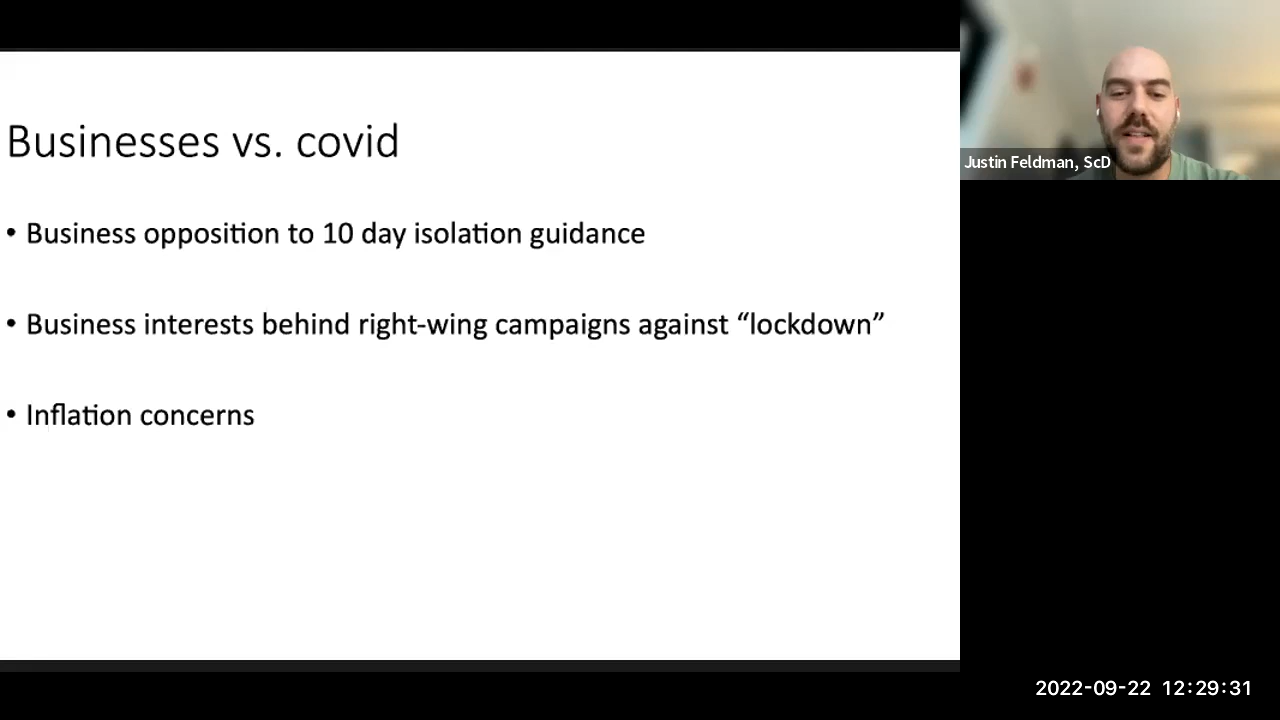 Businesses vs. covid
• Business opposition to 10 day isolation guidance
• Business interests behind right-wing campaigns against “lockdown”
• Inflation concerns
Justin Feldman, ScD
2022-09-22 12:29:31